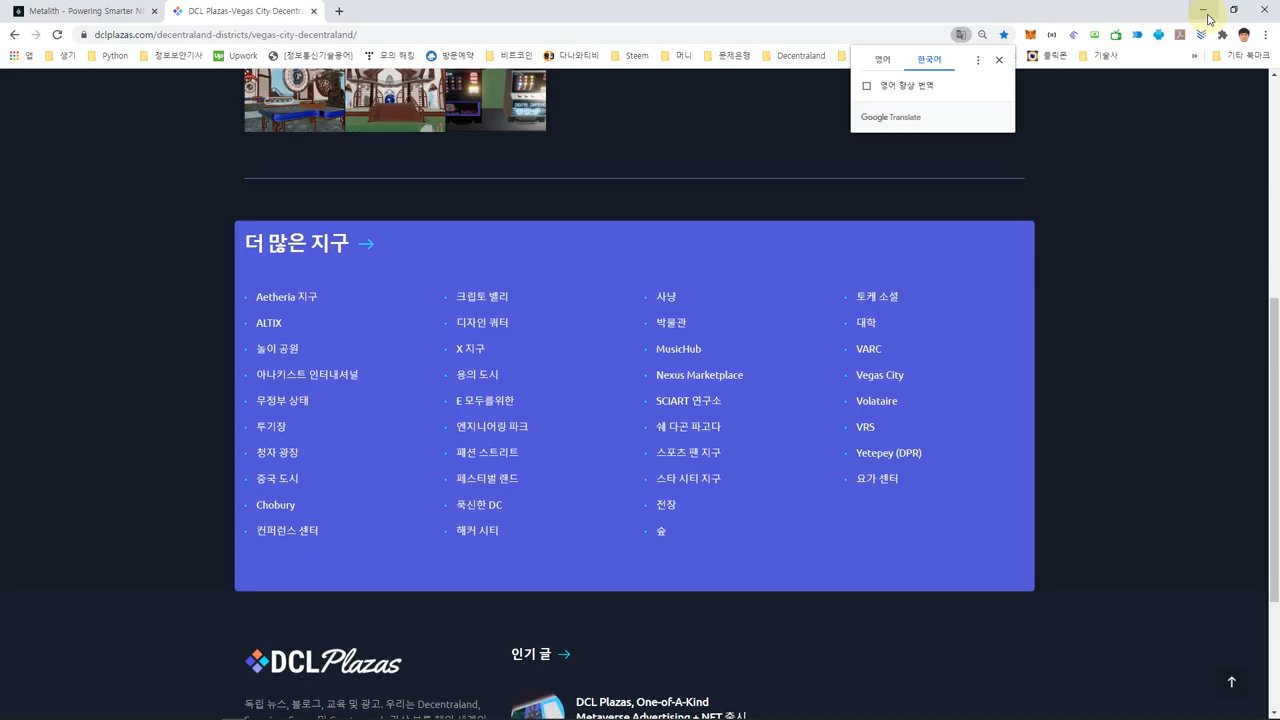 Metalith - Powering Smarter NF
DCL Plazas-Vegas City Decentra
dclplazas.com/decentraland-districts/vegas-city-decentraland/
앱 생기 Python 정보보안기사 Upwork [정보통신기술용어] 모의 해킹 방문예약 비트코인 다나와티비 Steem 머니 문제은행 Decentraland 클릭온 기술사 » 기타 북마크
영어 한국어
영어 항상 번역
Google Translate
DIGITAL DIAMOND
더 많은 지구 →
Aetheria 지구
ALTIX
놀이 공원
아나키스트 인터내셔널
무정부 상태
투기장
청자 광장
중국 도시
Chobury
컨퍼런스 센터
크립토 밸리
디자인 쿼터
X 지구
용의 도시
E 모두를위한
엔지니어링 파크
패션 스트리트
페스티벌 랜드
푹신한 DC
해커 시티
사냥
박물관
MusicHub
Nexus Marketplace
SCIART 연구소
쉐 다곤 파고다
스포츠 팬 지구
스타 시티 지구
전장
숲
토케 소셜
대학
VARC
Vegas City
Volataire
VRS
Yetepey (DPR)
요가 센터
DCL Plazas
독립 뉴스, 블로그, 교육 및 광고. 우리는 Decentraland,
인기 글 →
DCL Plazas, One-of-A-Kind
Metaverse Advertising + NFT 출시